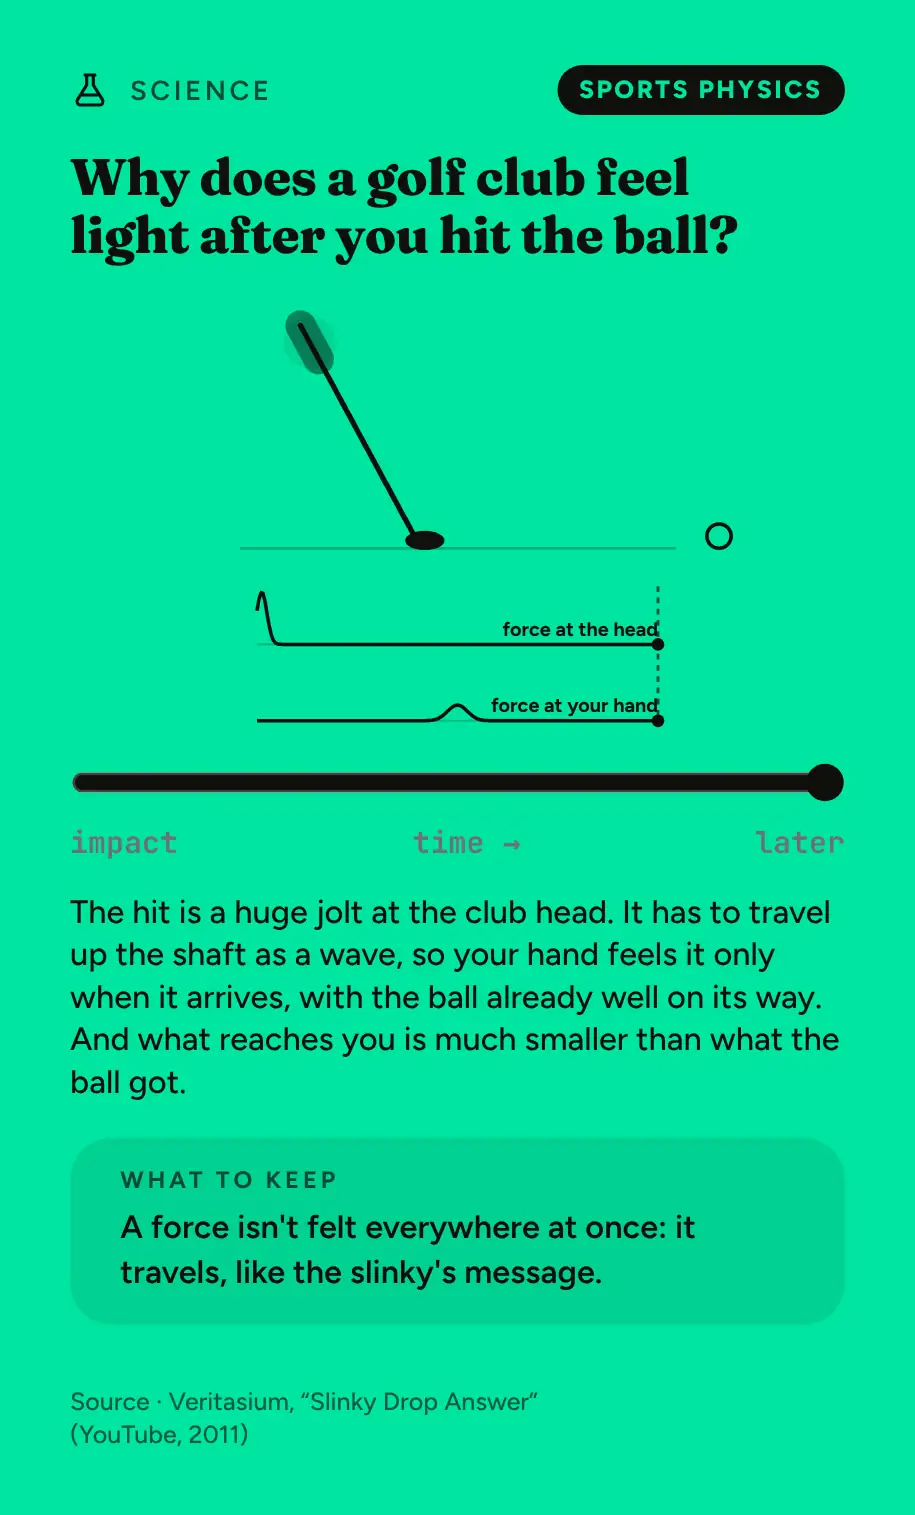 SCIENCE
SPORTS PHYSICS
Why does a golf club feel
light after you hit the ball?
force at the head
force at your hand
impact
time →
later
The hit is a huge jolt at the club head. It has to travel
up the shaft as a wave, so your hand feels it only
when it arrives, with the ball already well on its way.
And what reaches you is much smaller than what the
ball got.
WHAT TO KEEP
A force isn't felt everywhere at once: it
travels, like the slinky's message.
Source · Veritasium, “Slinky Drop Answer”
(YouTube, 2011)